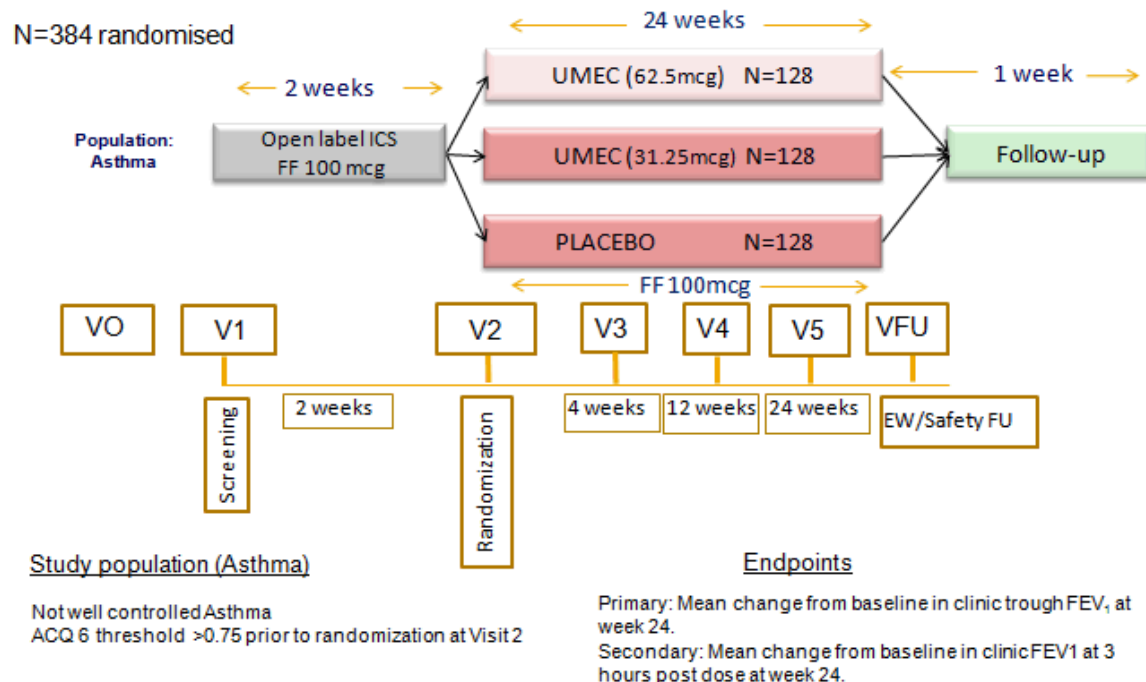 N=384 randomised
24 weeks
2 weeks
UMEC (62.5mcg) N=128
1 week
Population:
Asthma
Open label ICS
FF 100 mcg
UMEC (31.25mcg) N=128
Follow-up
PLACEBO N=128
FF 100mcg
VO
V1
V2
V3
V4
V5
VFU
Screening
2 weeks
Randomization
4 weeks
12 weeks
24 weeks
EW/Safety FU
Study population (Asthma)
Not well controlled Asthma
ACQ 6 threshold >0.75 prior to randomization at Visit 2
Endpoints
Primary: Mean change from baseline in clinic trough FEV₁ at
week 24.
Secondary: Mean change from baseline in clinic FEV1 at 3
hours post dose at week 24.